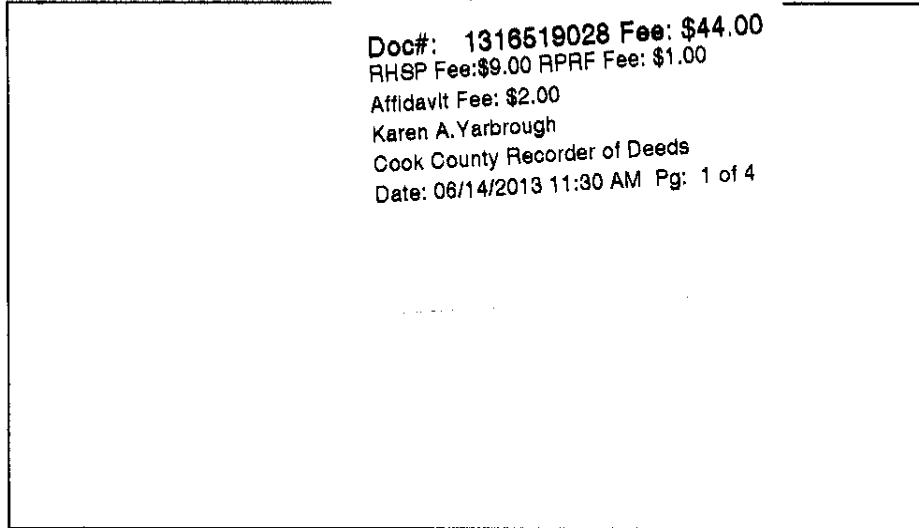 Doc#: 1316519028 Fee: $44.00
RHSP Fee:$9.00 RPRF Fee: $1.00
Affidavit Fee: $2.00
Karen A.Yarbrough
Cook County Recorder of Deeds
Date: 06/14/2013 11:30 AM Pg: 1 of 4